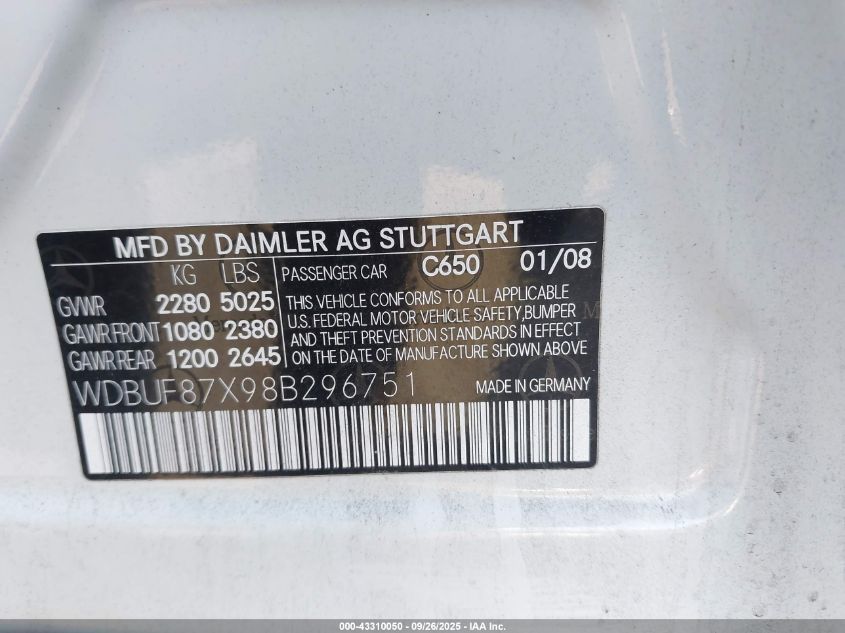 MFD BY DAIMLER AG STUTTGART
KG LBS PASSENGER CAR C650 01/08
GVWR 2280 5025 THIS VEHICLE CONFORMS TO ALL APPLICABLE
GAWR FRONT 1080 2380 U.S. FEDERAL MOTOR VEHICLE SAFETY, BUMPER
AND THEFT PREVENTION STANDARDS IN EFFECT
GAWR REAR 1200 2645 ON THE DATE OF MANUFACTURE SHOWN ABOVE
WDBUF87X98B296751 MADE IN GERMANY
000-43310050 - 09/26/2025 - IAA Inc.